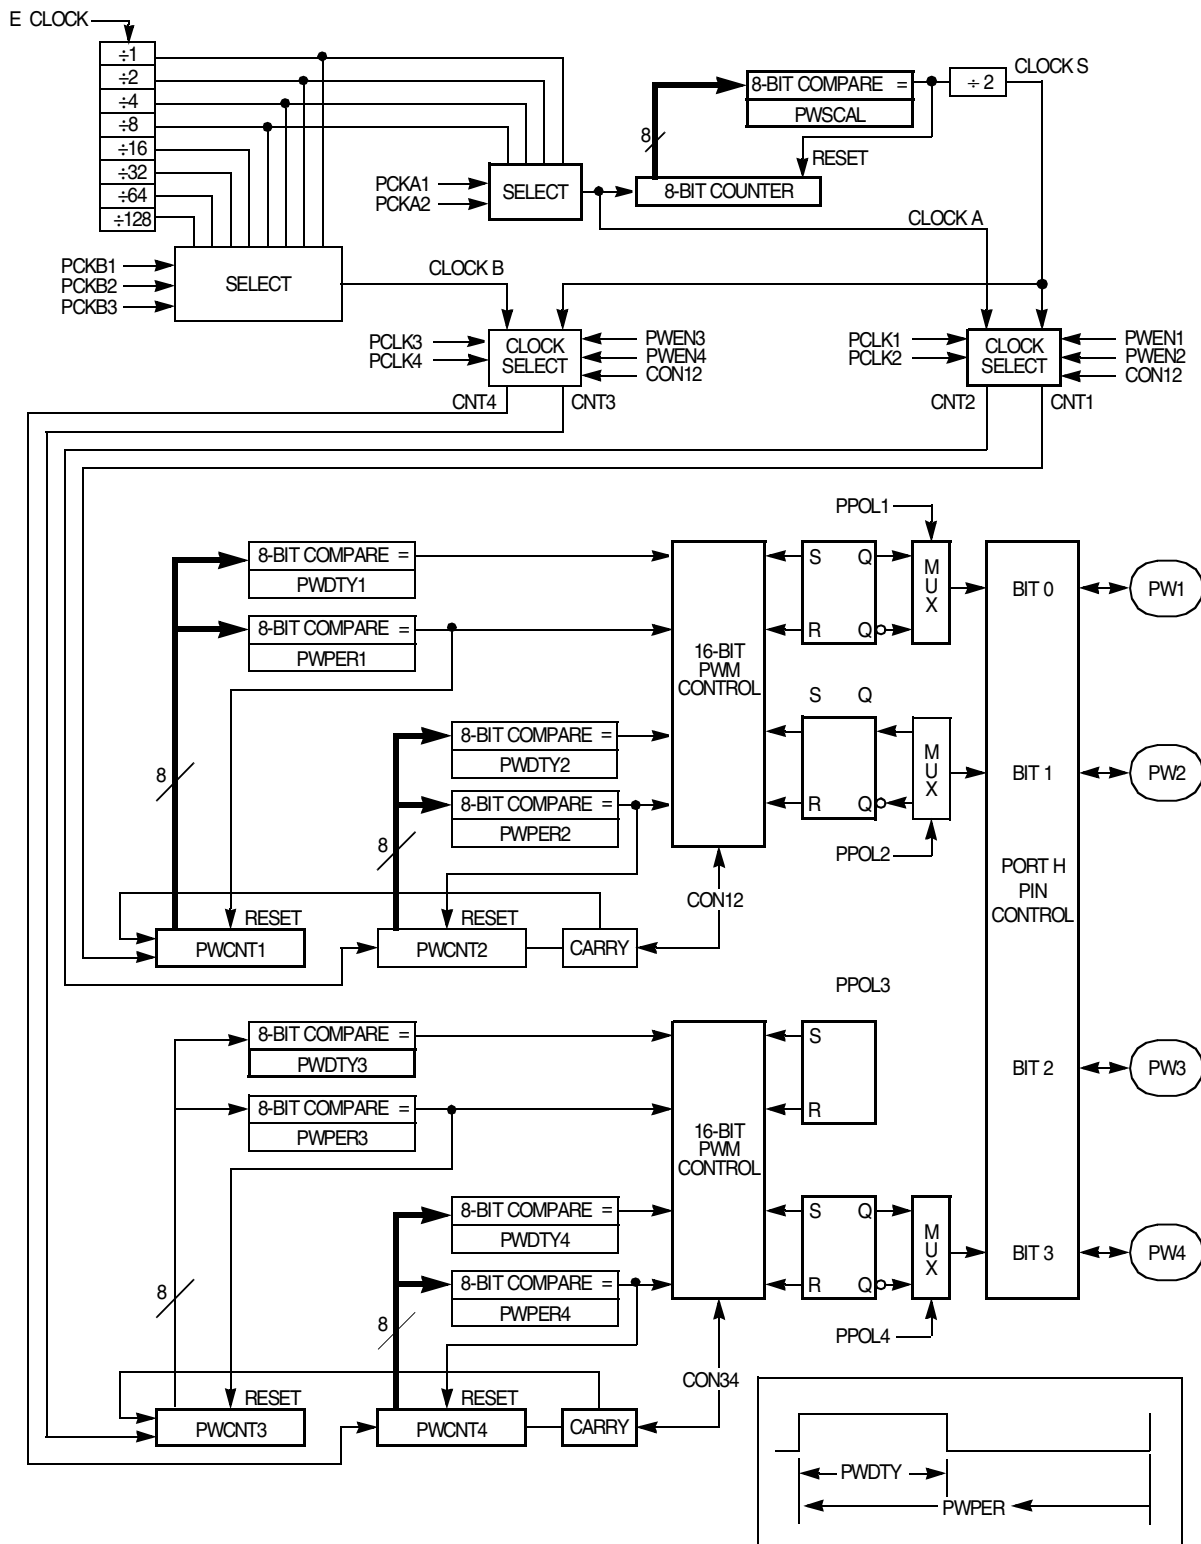 E CLOCK
÷1
÷2
÷4
÷8
÷16
÷32
÷64
÷128
8-BIT COMPARE =
PWSCAL
÷ 2
CLOCK S
8
RESET
8-BIT COUNTER
PCKA1
PCKA2
SELECT
CLOCK A
PCKB1
PCKB2
PCKB3
SELECT
CLOCK B
PCLK3
PCLK4
CLOCK
SELECT
PWEN3
PWEN4
CON12
PCLK1
PCLK2
CLOCK
SELECT
PWEN1
PWEN2
CON12
CNT4
CNT3
CNT2
CNT1
PPOL1
8-BIT COMPARE =
PWDTY1
8-BIT COMPARE =
PWPER1
16-BIT
PWM
CONTROL
S Q
R Q
MUX
BIT 0
PW1
S Q
8-BIT COMPARE =
PWDTY2
8-BIT COMPARE =
PWPER2
R Q
MUX
BIT 1
PW2
8
8
PPOL2
CON12
PORT H
PIN
CONTROL
RESET
PWCNT1
RESET
PWCNT2
CARRY
PPOL3
8-BIT COMPARE =
PWDTY3
8-BIT COMPARE =
PWPER3
16-BIT
PWM
CONTROL
S
R
BIT 2
PW3
8-BIT COMPARE =
PWDTY4
8-BIT COMPARE =
PWPER4
S Q
R Q
MUX
BIT 3
PW4
8
8
PPOL4
CON34
RESET
PWCNT3
RESET
PWCNT4
CARRY
PWDTY
PWPER